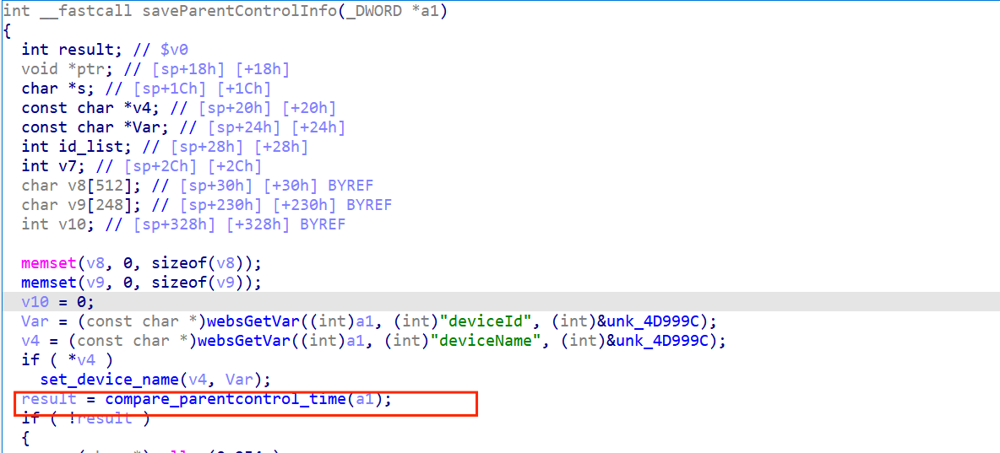 int __fastcall saveParentControlInfo(_DWORD *a1)
{
int result; // $v0
void *ptr; // [sp+18h] [+18h]
char *s; // [sp+1Ch] [+1Ch]
const char *v4; // [sp+20h] [+20h]
const char *Var; // [sp+24h] [+24h]
int id_list; // [sp+28h] [+28h]
int v7; // [sp+2Ch] [+2Ch]
char v8[512]; // [sp+30h] [+30h] BYREF
char v9[248]; // [sp+230h] [+230h] BYREF
int v10; // [sp+328h] [+328h] BYREF
memset(v8, 0, sizeof(v8));
memset(v9, 0, sizeof(v9));
v10 = 0;
Var = (const char *)websGetVar((int)a1, (int)"deviceId", (int)&unk_4D999C);
v4 = (const char *)websGetVar((int)a1, (int)"deviceName", (int)&unk_4D999C);
if ( *v4 )
set_device_name(v4, Var);
result = compare_parentcontrol_time(a1);
if ( !result )
{